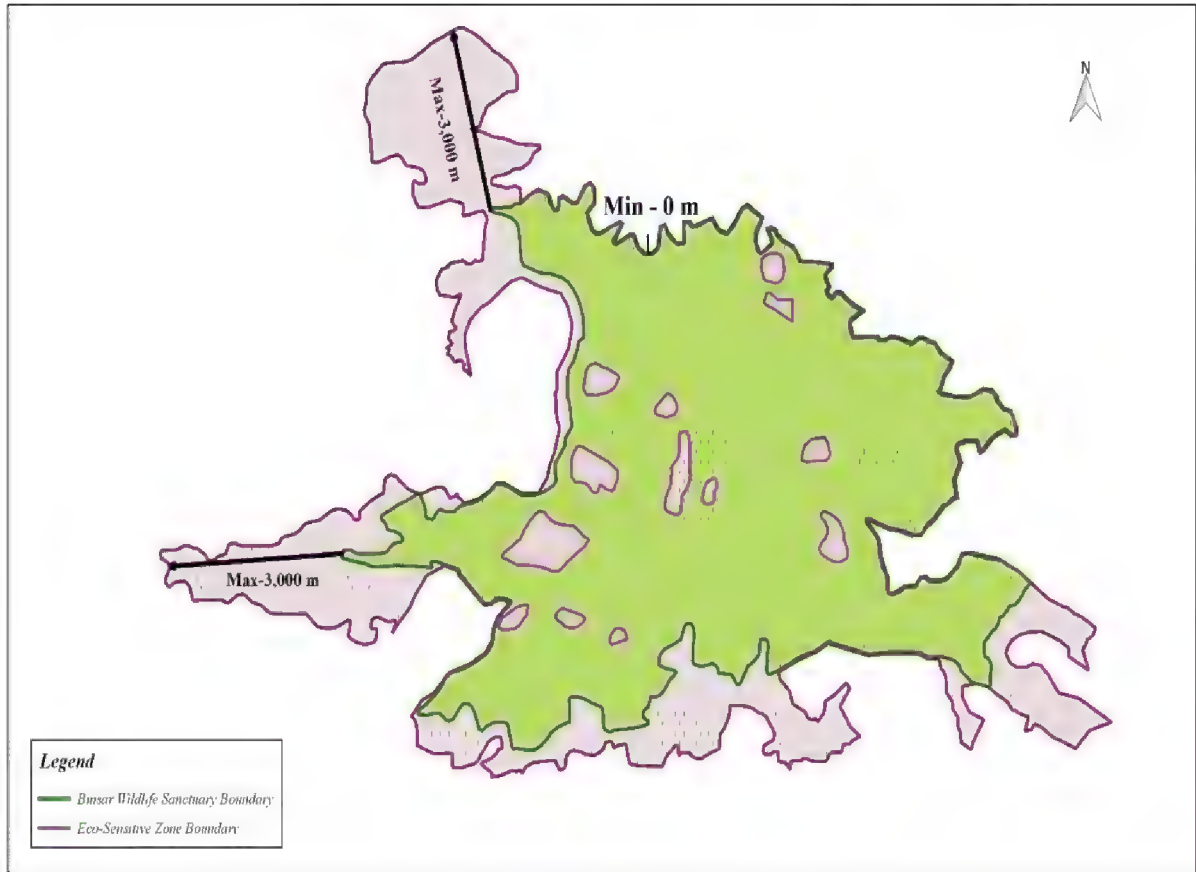 N
Max-3,000 m
Min - 0 m
Max-3,000 m
Legend
Binsar Wildlife Sanctuary Boundary
Eco-Sensitive Zone Boundary